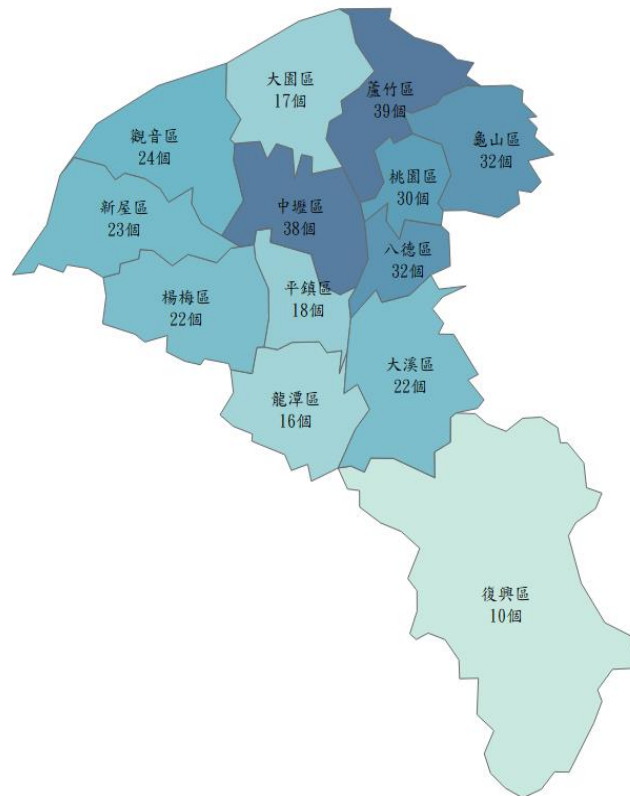 大園區
17個
蘆竹區
39個
觀音區
24個
龜山區
32個
桃園區
30個
新屋區
23個
中壢區
38個
八德區
32個
楊梅區
22個
平鎮區
18個
大溪區
22個
龍潭區
16個
復興區
10個